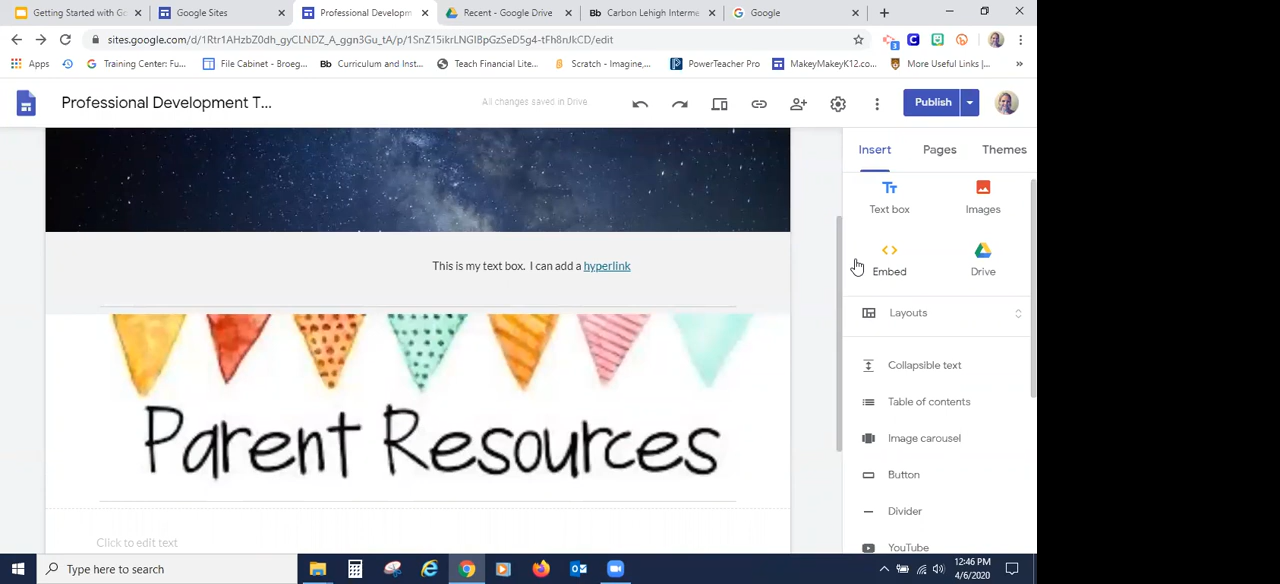 Getting Started with Go
Google Sites
Professional Developm
Recent - Google Drive
Bb Carbon Lehigh Interme
Google
sites.google.com/d/1Rtr1AHzbZ0dh_gyCLNDZ_A_ggn3Gu_tA/p/1SnZ15ikrLNGIBpGzSeD5g4-tFh8nJkCD/edit
3
Apps
Training Center: Fu...
File Cabinet - Broeg...
Bb Curriculum and Inst...
Teach Financial Lite...
Scratch - Imagine,...
PowerTeacher Pro
MakeyMakeyK12.co...
More Useful Links |...
Professional Development T...
All changes saved in Drive
Publish
Insert
Pages
Themes
Text box
Images
Embed
Drive
Layouts
Collapsible text
Table of contents
Image carousel
Button
Divider
YouTube
This is my text box. I can add a hyperlink
Parent Resources
Click to edit text
Type here to search
12:46 PM
4/6/2020